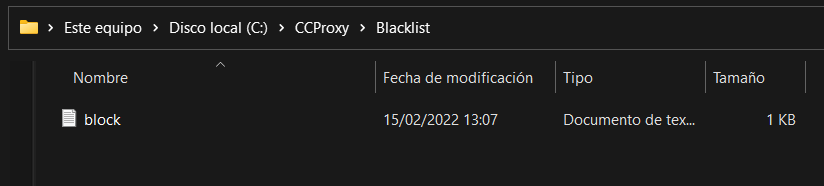 Este equipo > Disco local (C:) > CCProxy > Blacklist
Nombre Fecha de modificación Tipo Tamaño
block 15/02/2022 13:07 Documento de tex... 1 KB